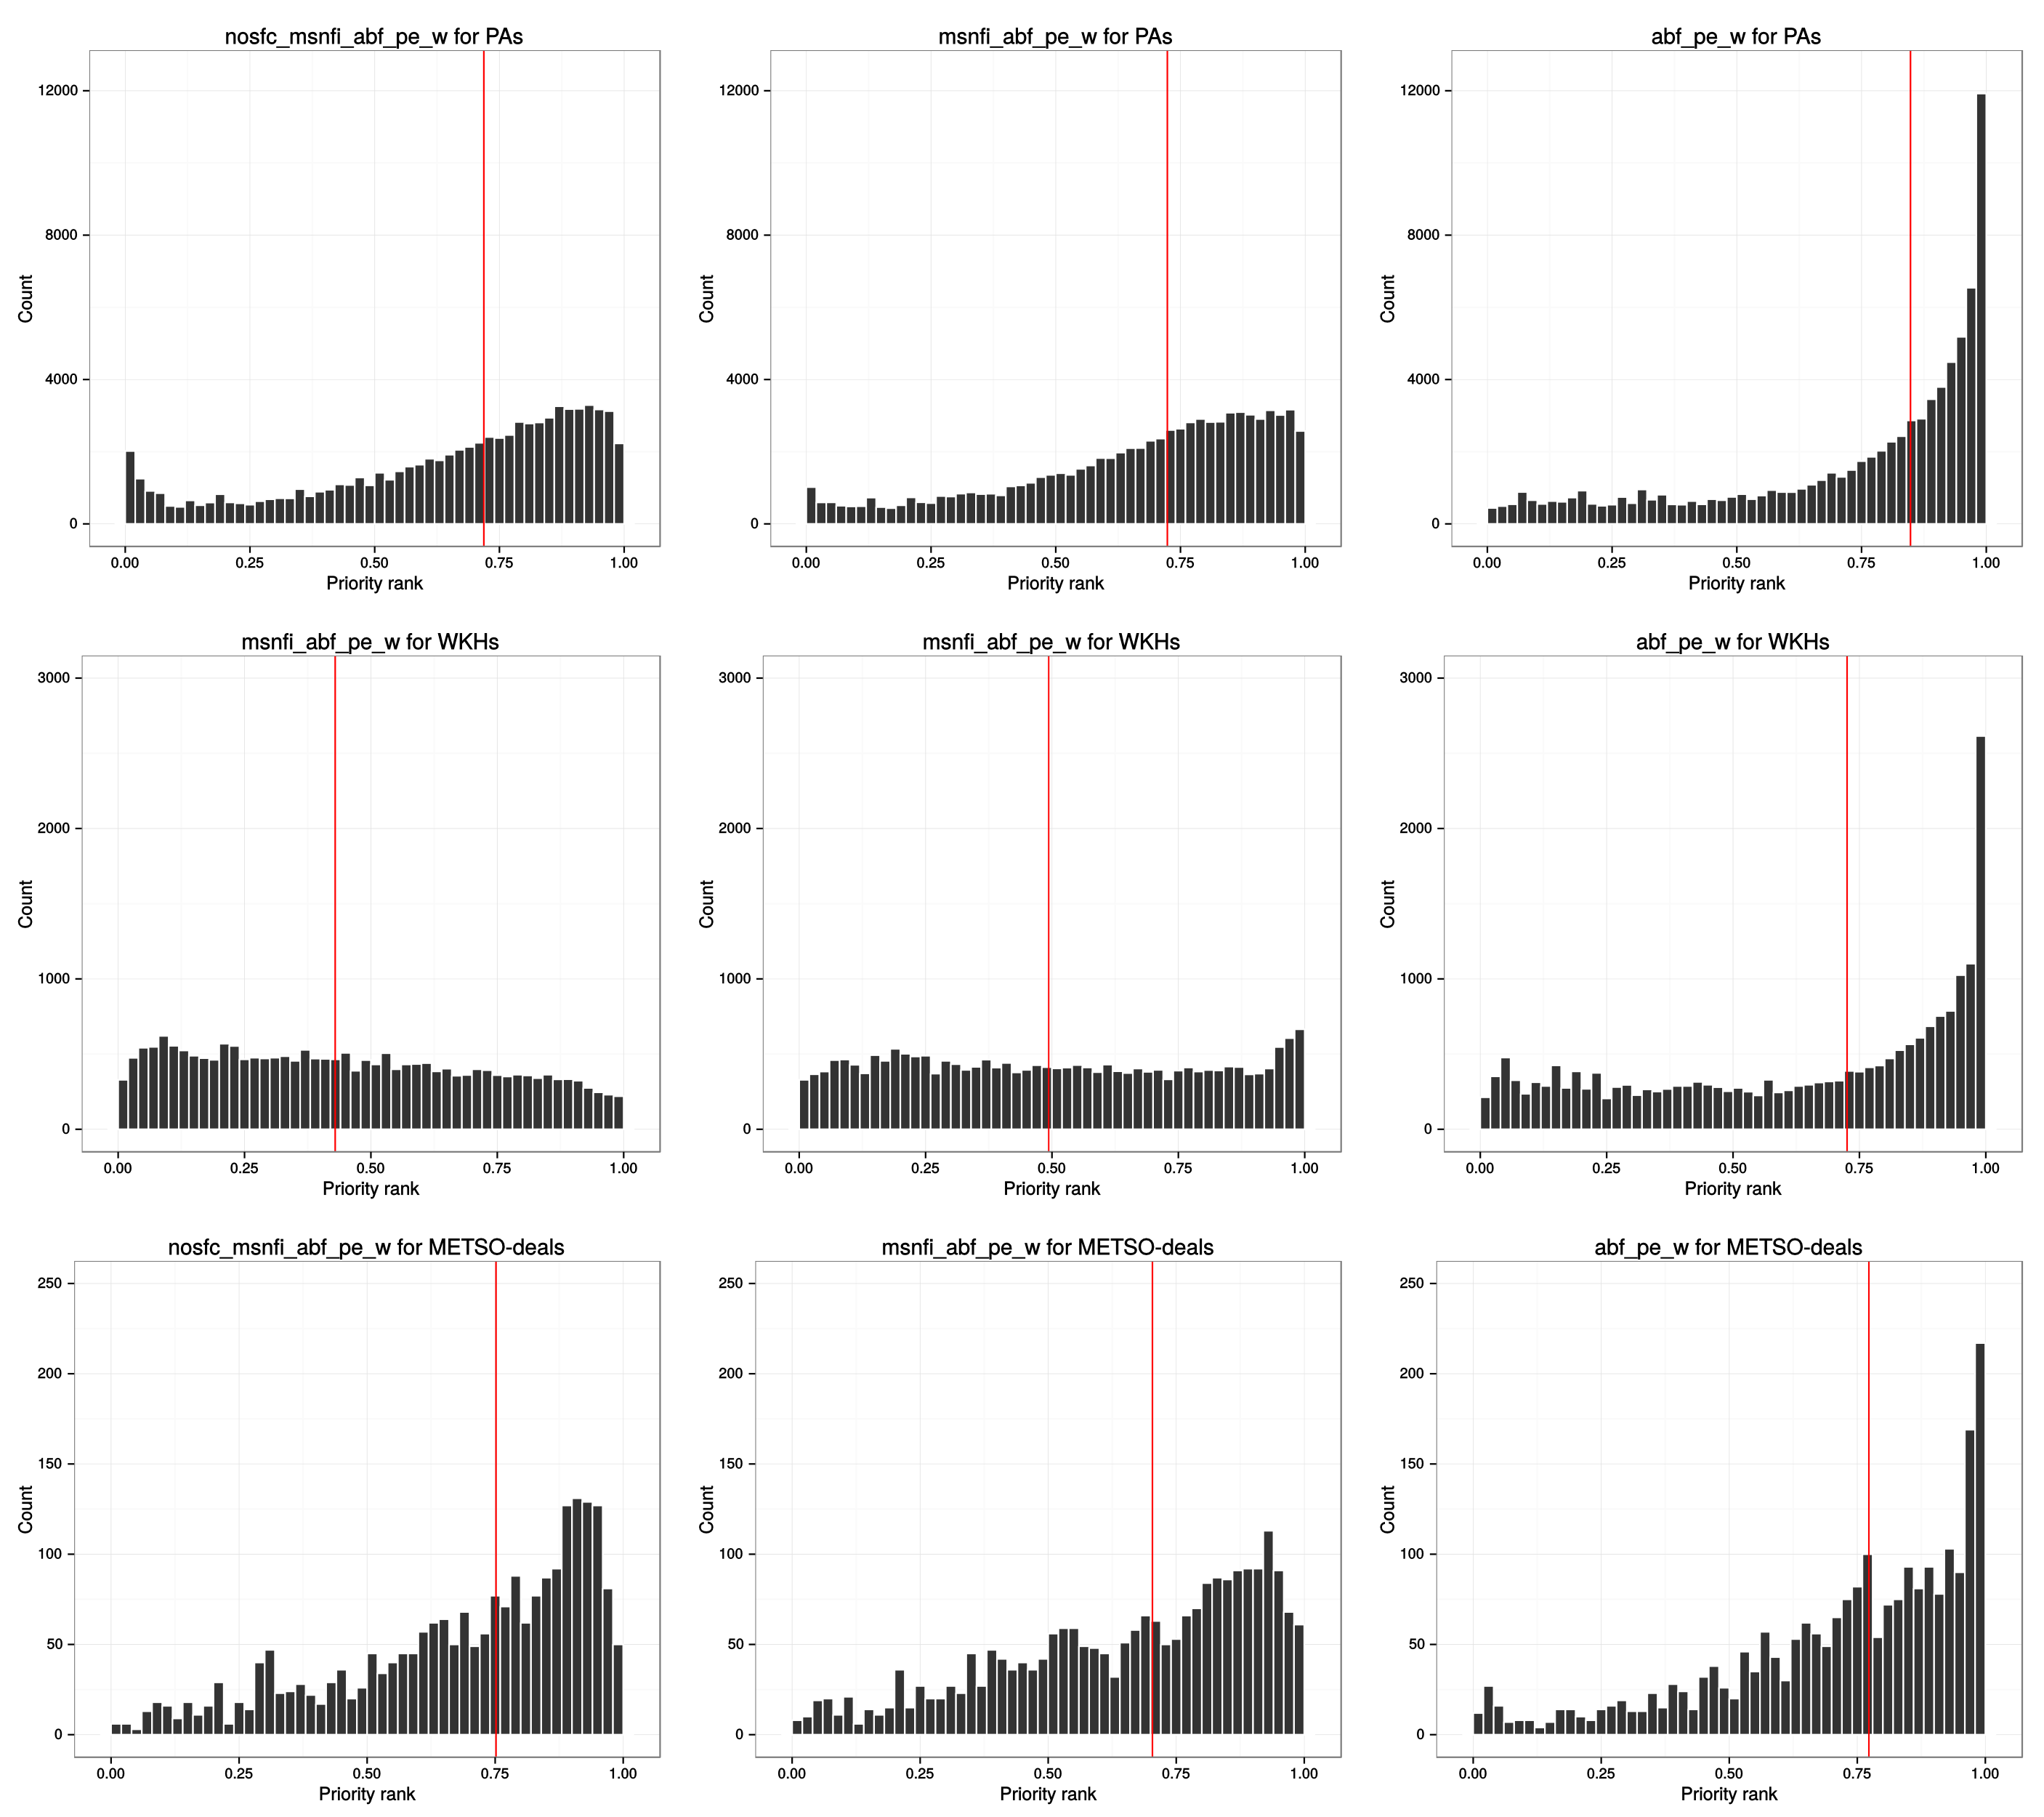 nosfc_msnfi_abf_pe_w for PAs
12000
8000
4000
0
Count
0.00 0.25 0.50 0.75 1.00
Priority rank
msnfi_abf_pe_w for PAs
12000
8000
4000
0
Count
0.00 0.25 0.50 0.75 1.00
Priority rank
abf_pe_w for PAs
12000
8000
4000
0
Count
0.00 0.25 0.50 0.75 1.00
Priority rank
msnfi_abf_pe_w for WKHs
3000
2000
1000
0
Count
0.00 0.25 0.50 0.75 1.00
Priority rank
msnfi_abf_pe_w for WKHs
3000
2000
1000
0
Count
0.00 0.25 0.50 0.75 1.00
Priority rank
abf_pe_w for WKHs
3000
2000
1000
0
Count
0.00 0.25 0.50 0.75 1.00
Priority rank
nosfc_msnfi_abf_pe_w for METSO-deals
250
200
150
100
50
0
Count
0.00 0.25 0.50 0.75 1.00
Priority rank
msnfi_abf_pe_w for METSO-deals
250
200
150
100
50
0
Count
0.00 0.25 0.50 0.75 1.00
Priority rank
abf_pe_w for METSO-deals
250
200
150
100
50
0
Count
0.00 0.25 0.50 0.75 1.00
Priority rank